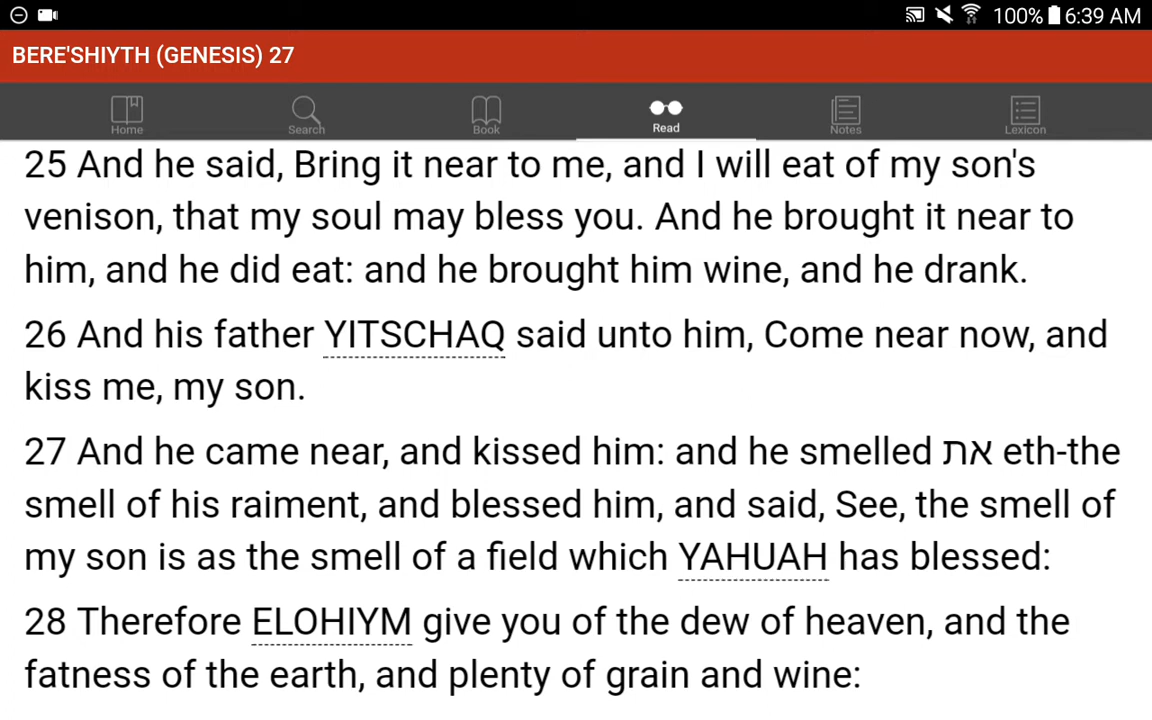 100% 6:39 AM
BERE'SHIYTH (GENESIS) 27
Home Search Book Read Notes Lexicon
25 And he said, Bring it near to me, and I will eat of my son's
venison, that my soul may bless you. And he brought it near to
him, and he did eat: and he brought him wine, and he drank.
26 And his father YITSCHAQ said unto him, Come near now, and
kiss me, my son.
27 And he came near, and kissed him: and he smelled את eth-the
smell of his raiment, and blessed him, and said, See, the smell of
my son is as the smell of a field which YAHUAH has blessed:
28 Therefore ELOHIYM give you of the dew of heaven, and the
fatness of the earth, and plenty of grain and wine: